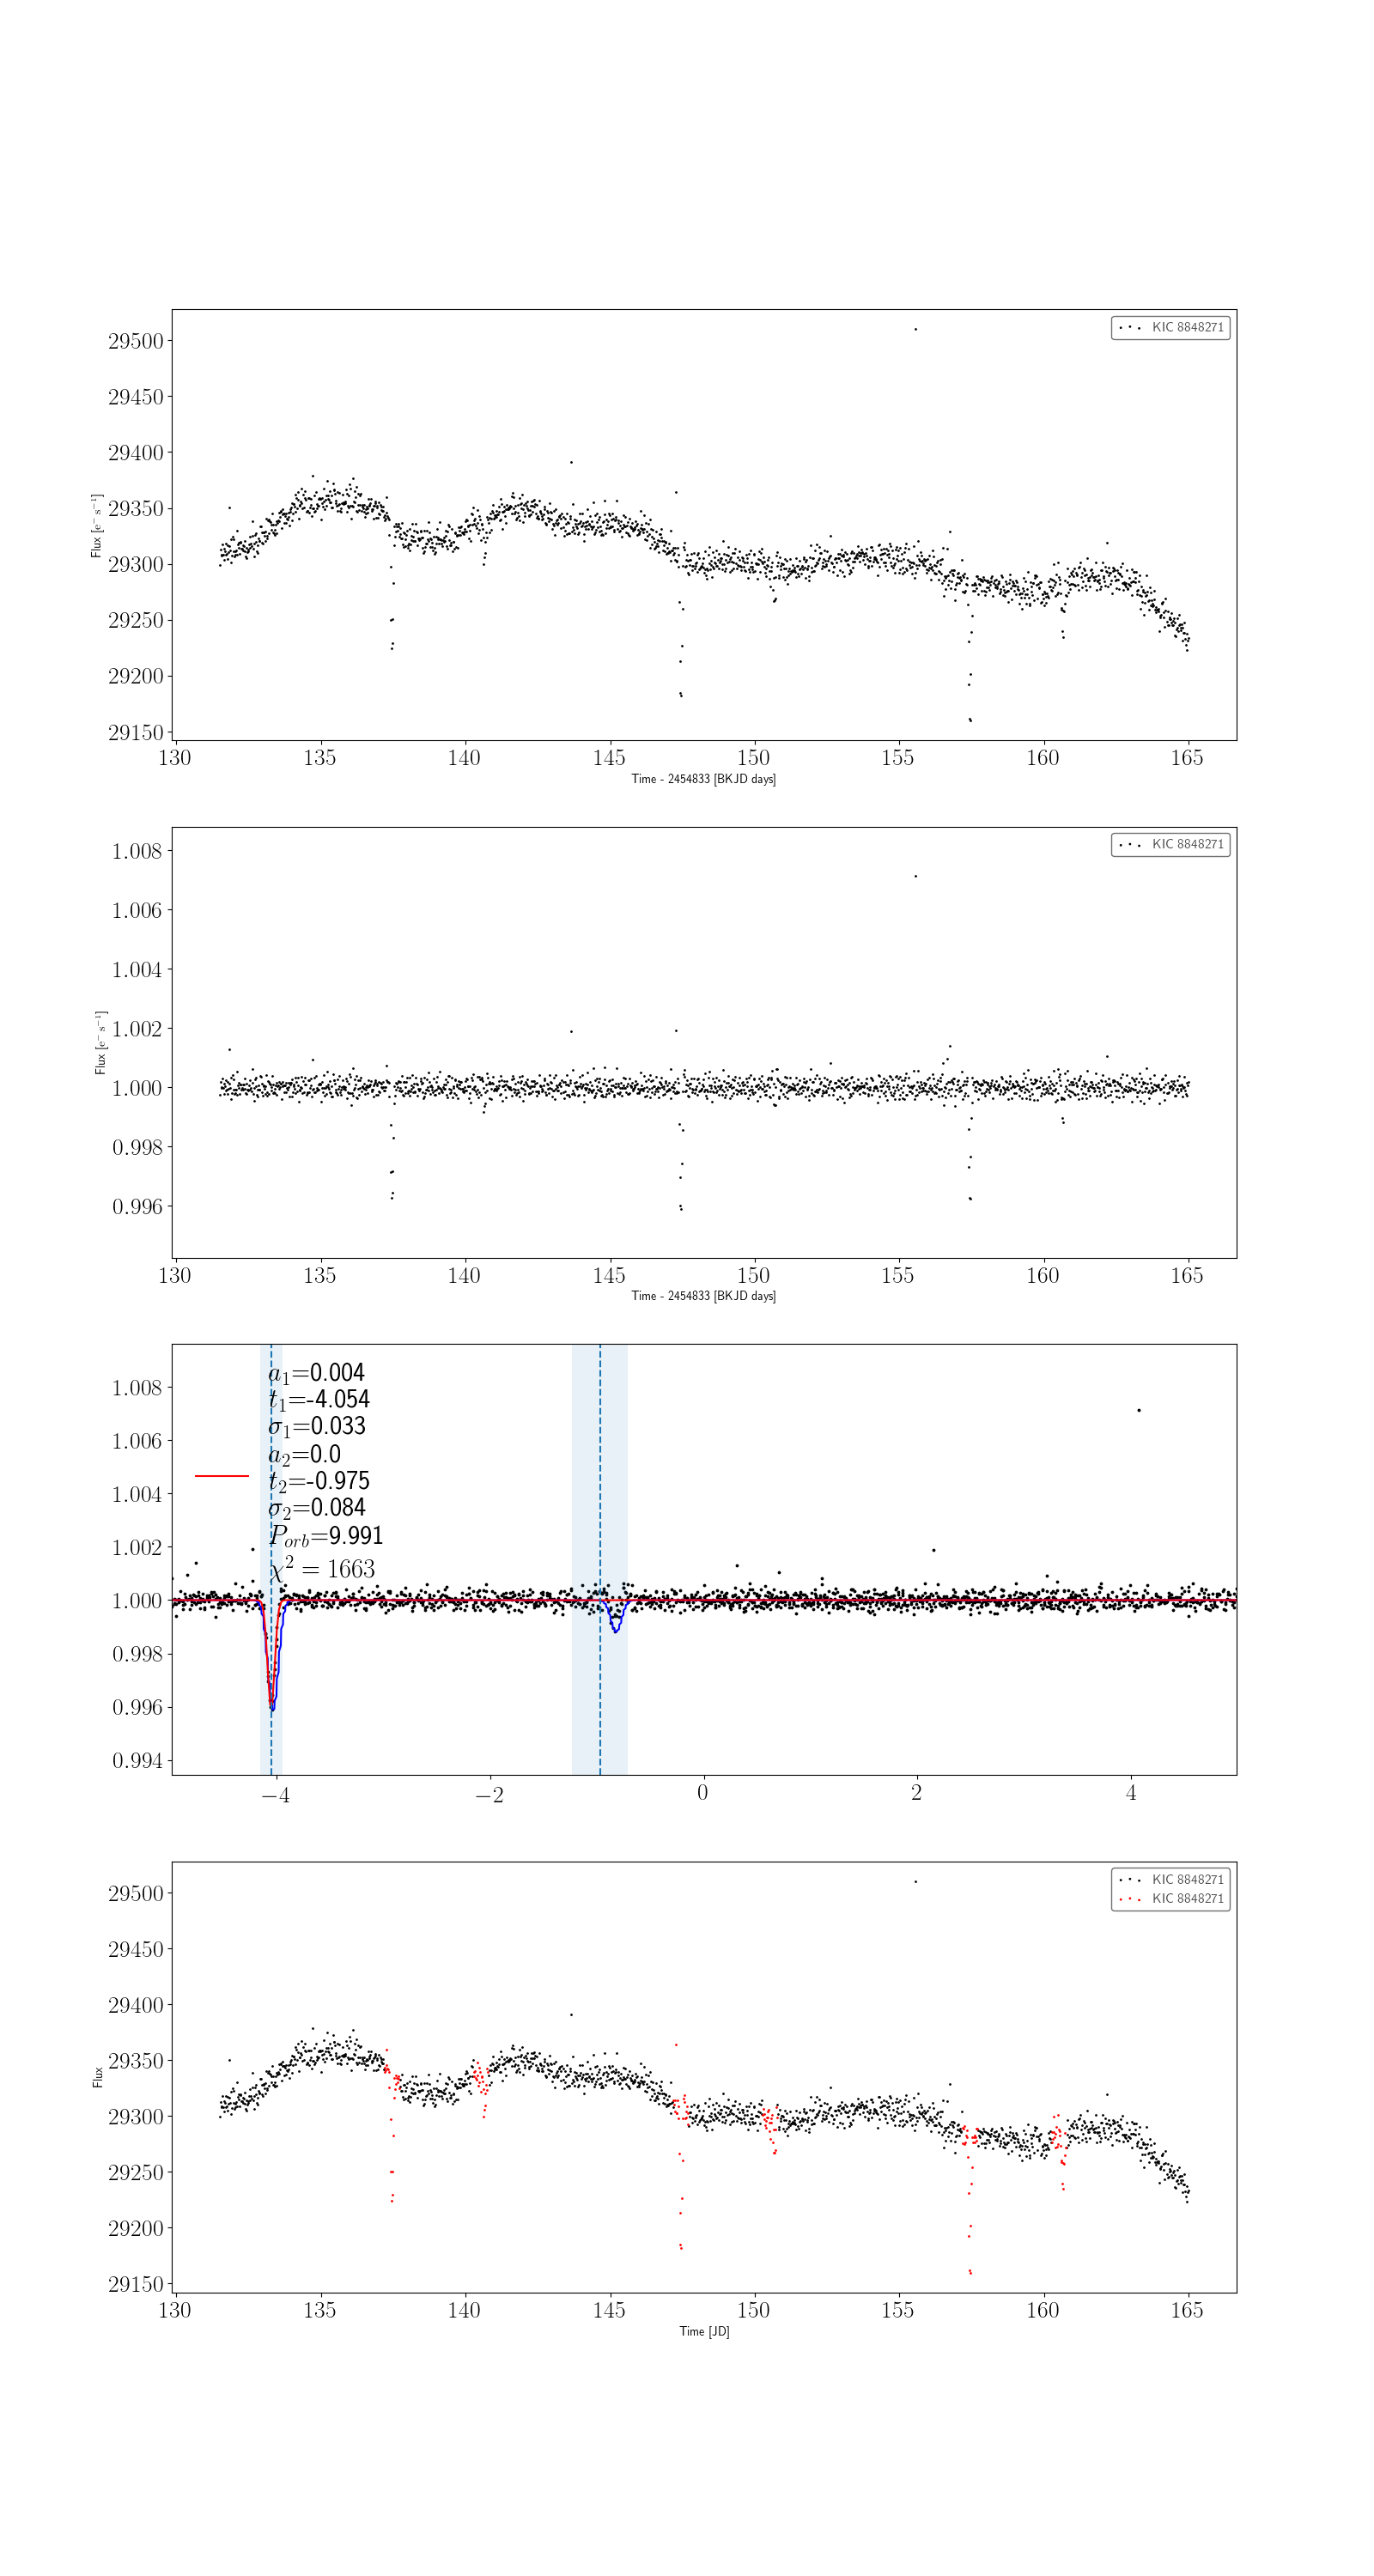 29500
29450
29400
29350
29300
29250
29200
29150
Flux [e⁻ s⁻¹]
KIC 8848271
130 135 140 145 150 155 160 165
Time - 2454833 [BKJD days]
1.008
1.006
1.004
1.002
1.000
0.998
0.996
Flux [e⁻ s⁻¹]
KIC 8848271
130 135 140 145 150 155 160 165
Time - 2454833 [BKJD days]
1.008
1.006
1.004
1.002
1.000
0.998
0.996
0.994
a₁=0.004
t₁=-4.054
σ₁=0.033
a₂=0.0
t₂=-0.975
σ₂=0.084
P_orb=9.991
χ² = 1663
−4 −2 0 2 4
29500
29450
29400
29350
29300
29250
29200
29150
Flux
KIC 8848271
KIC 8848271
130 135 140 145 150 155 160 165
Time [JD]